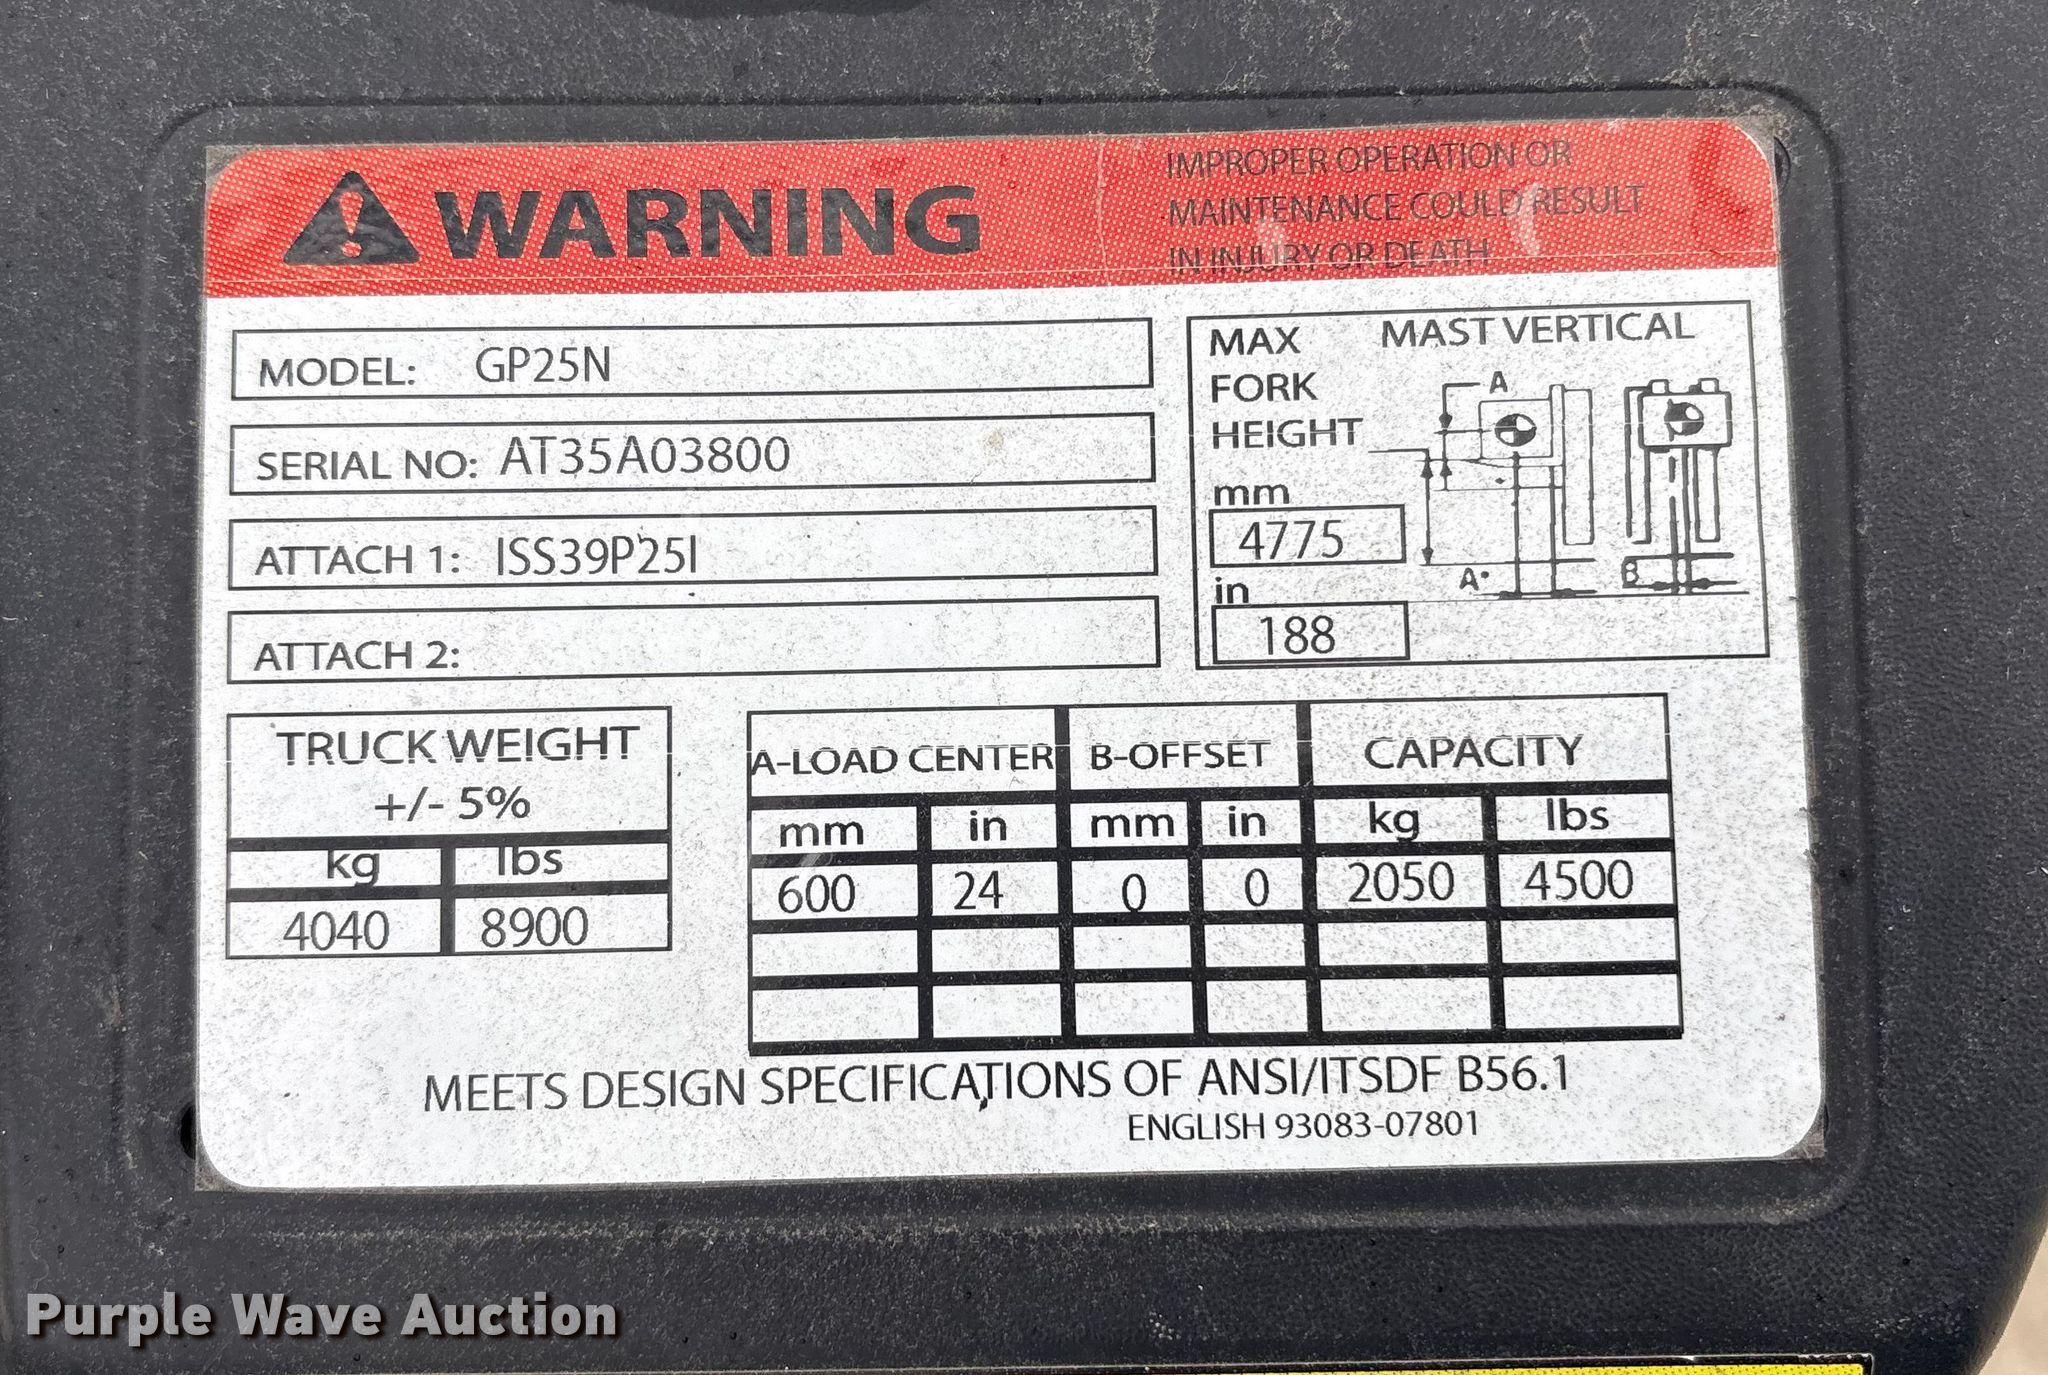 WARNING
IMPROPER OPERATION OR
MAINTENANCE COULD RESULT
IN INJURY OR DEATH
MODEL: GP25N
SERIAL NO: AT35A03800
ATTACH 1: ISS39P25I
ATTACH 2:
MAX
FORK
HEIGHT
mm
4775
in
188
MAST VERTICAL
A
A
B
TRUCK WEIGHT
+/- 5%
kg lbs
4040 8900
A-LOAD CENTER B-OFFSET CAPACITY
mm in mm in kg lbs
600 24 0 0 2050 4500
MEETS DESIGN SPECIFICATIONS OF ANSI/ITSDF B56.1
ENGLISH 93083-07801
Purple Wave Auction